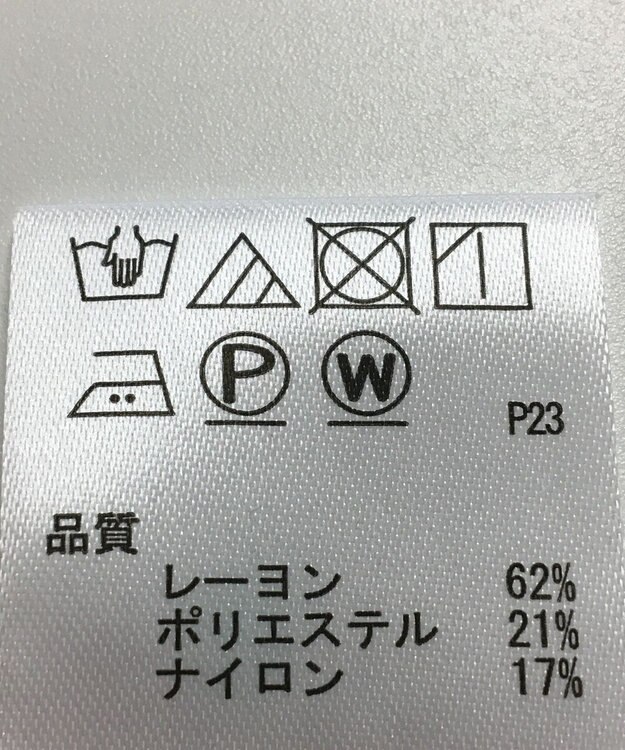 P W
P23
品質
レーヨン 62%
ポリエステル 21%
ナイロン 17%